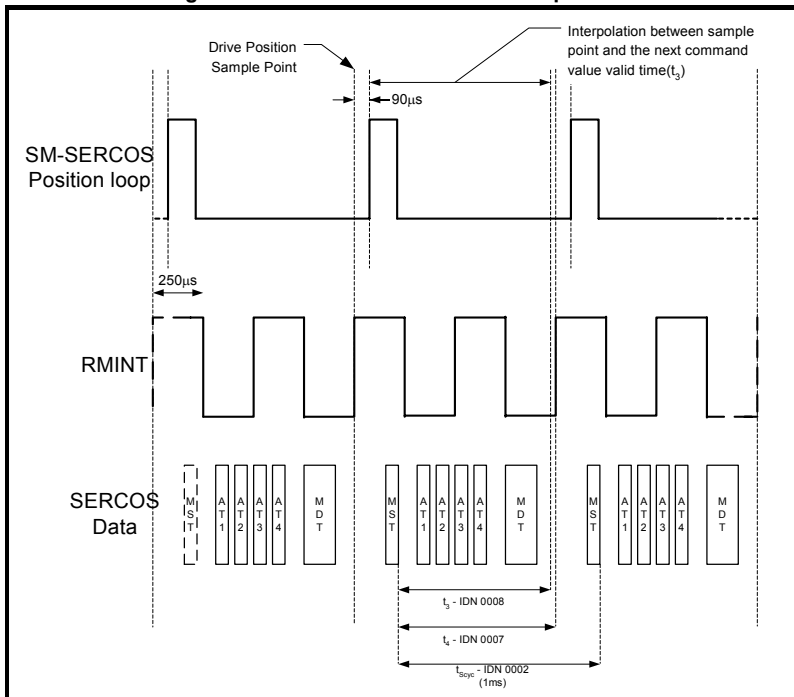 Drive Position
Sample Point
Interpolation between sample
point and the next command
value valid time(t3)
90µs
SM-SERCOS
Position loop
250µs
RMINT
SERCOS
Data
MST
AT1
AT2
AT3
AT4
MDT
MST
AT1
AT2
AT3
AT4
MDT
MST
AT1
AT2
AT3
AT4
MDT
t3 - IDN 0008
t4 - IDN 0007
tScyc - IDN 0002
(1ms)